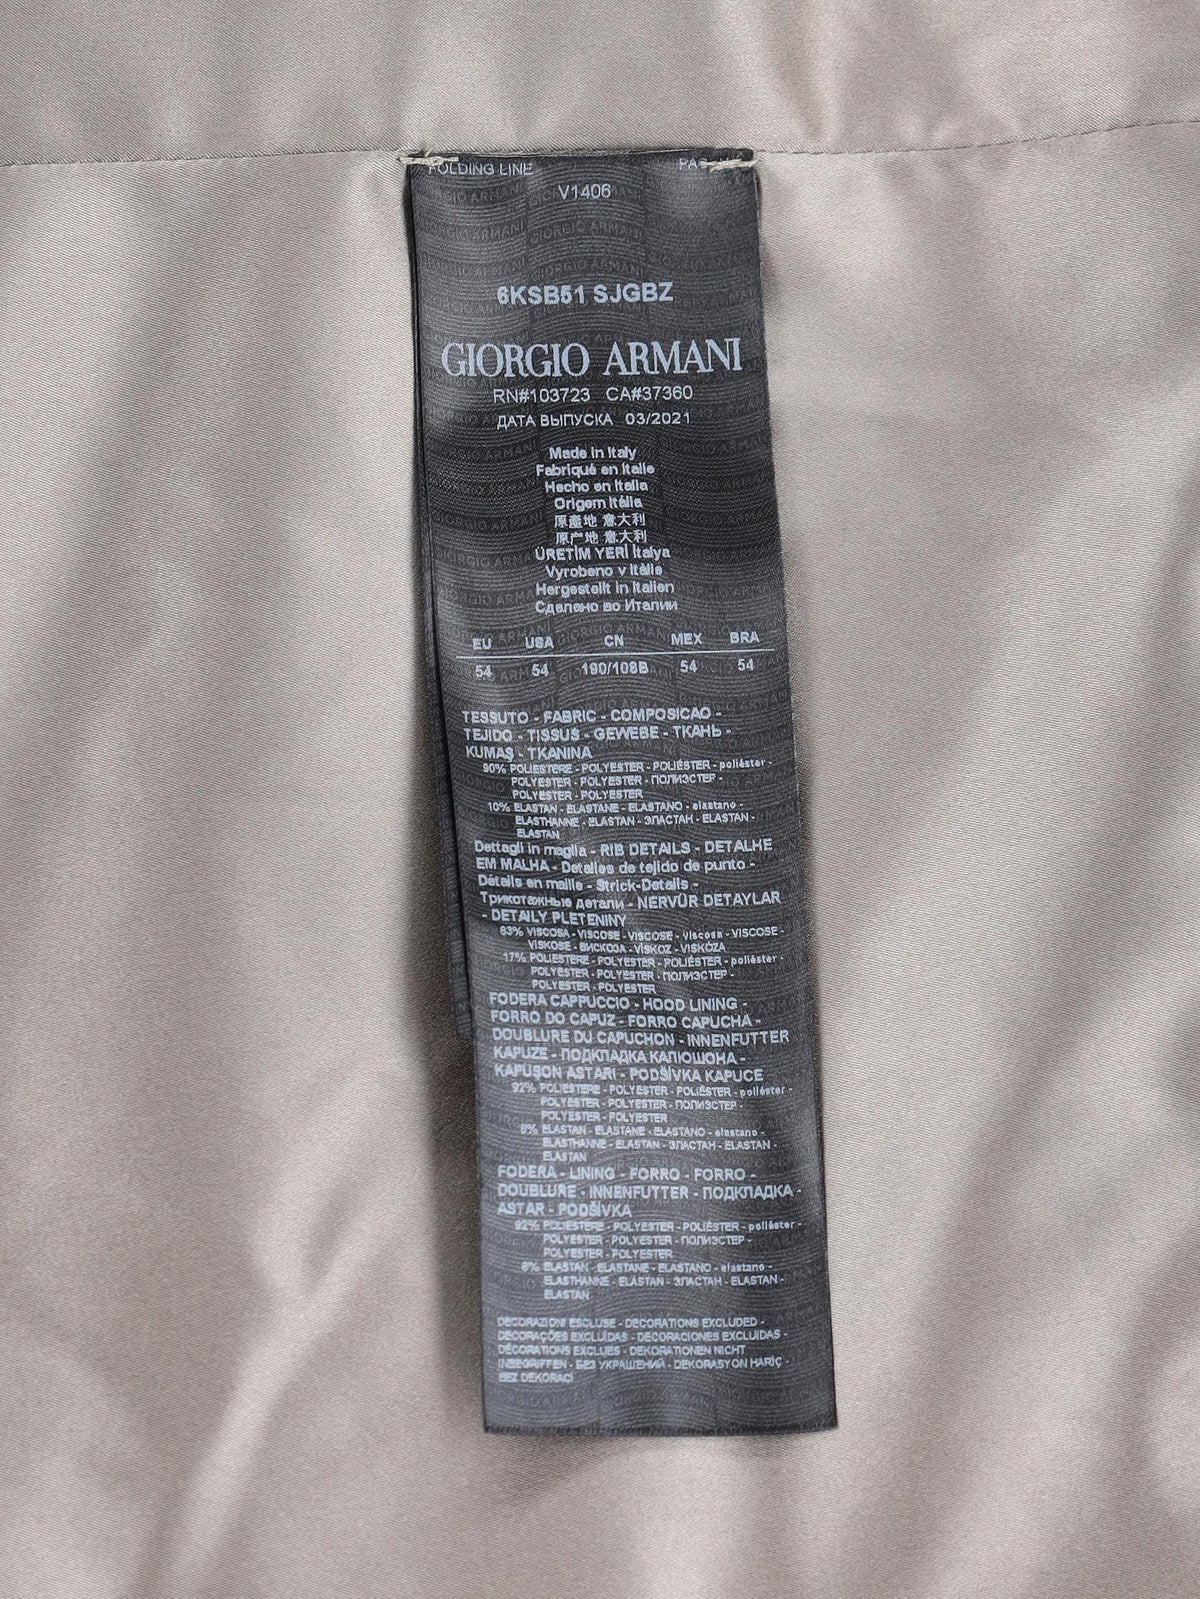 FOLDING LINE
V1406
6KSB51 SJGBZ
GIORGIO ARMANI
RN#103723 CA#37360
ДАТА ВЫПУСКА 03/2021
Made in Italy
Fabriqué en Italie
Hecho en Italia
Origem Itália
原產地 意大利
原产地 意大利
ÜRETİM YERİ İtalya
Vyrobeno v Itálie
Hergestellt in Italien
Сделано во Италии
EU USA CN MEX BRA
54 54 190/108B 54 54
TESSUTO - FABRIC - COMPOSICAO -
TEJIDO - TISSUS - GEWEBE - ТКАНЬ -
KUMAŞ - TKANINA
90% POLIESTERE - POLYESTER - POLIÉSTER - poliéster -
POLYESTER - POLYESTER - ПОЛИЭСТЕР -
POLYESTER - POLYESTER
10% ELASTAN - ELASTANE - ELASTANO - elastano -
ELASTHANNE - ELASTAN - ЭЛАСТАН - ELASTAN -
ELASTAN
Dettagli in maglia - RIB DETAILS - DETALHE
EM MALHA - Detalles de tejido de punto -
Détails en maille - Strick-Details -
Трикотажные детали - NERVÜR DETAYLAR
- DETAILY PLETENINY
83% VISCOSA - VISCOSE - VISCOSE - viscosa - VISCOSE -
VISKOSE - ВИСКОЗА - VİSKOZ - VISKÓZA
17% POLIESTERE - POLYESTER - POLIÉSTER - poliéster -
POLYESTER - POLYESTER - ПОЛИЭСТЕР -
POLYESTER - POLYESTER
FODERA CAPPUCCIO - HOOD LINING -
FORRO DO CAPUZ - FORRO CAPUCHA -
DOUBLURE DU CAPUCHON - INNENFUTTER
KAPUZE - ПОДКЛАДКА КАПЮШОНА -
KAPUŞON ASTARI - PODŠÍVKA KAPUCE
92% POLIESTERE - POLYESTER - POLIÉSTER - poliéster -
POLYESTER - POLYESTER - ПОЛИЭСТЕР -
POLYESTER - POLYESTER
8% ELASTAN - ELASTANE - ELASTANO - elastano -
ELASTHANNE - ELASTAN - ЭЛАСТАН - ELASTAN -
ELASTAN
FODERA - LINING - FORRO - FORRO -
DOUBLURE - INNENFUTTER - ПОДКЛАДКА -
ASTAR - PODŠÍVKA
92% POLIESTERE - POLYESTER - POLIÉSTER - poliéster -
POLYESTER - POLYESTER - ПОЛИЭСТЕР -
POLYESTER - POLYESTER
8% ELASTAN - ELASTANE - ELASTANO - elastano -
ELASTHANNE - ELASTAN - ЭЛАСТАН - ELASTAN -
ELASTAN
DECORAZIONI ESCLUSE - DECORATIONS EXCLUDED -
DECORAÇÕES EXCLUÍDAS - DECORACIONES EXCLUIDAS -
DÉCORATIONS EXCLUES - DEKORATIONEN NICHT
INBEGRIFFEN - БЕЗ УКРАШЕНИЙ - DEKORASYON HARİÇ -
BEZ DEKORACÍ